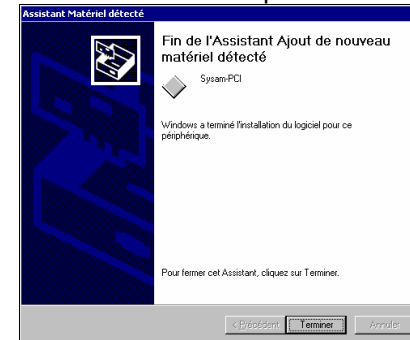 Assistant Matériel détecté
Fin de l'Assistant Ajout de nouveau
matériel détecté
Sysam-PCI
Windows a terminé l'installation du logiciel pour ce
périphérique.
Pour fermer cet Assistant, cliquez sur Terminer.
< Précédent Terminer Annuler